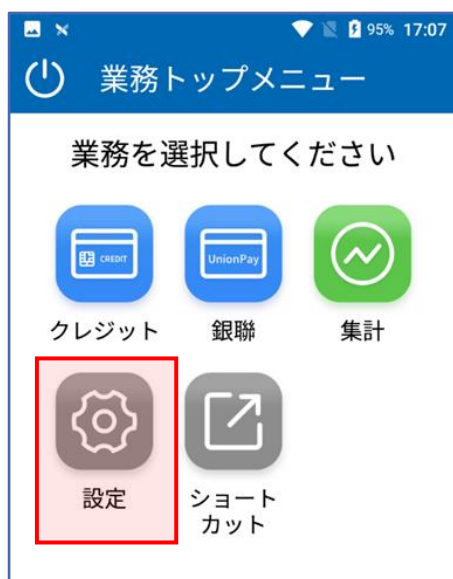 95% 17:07
業務トップメニュー
業務を選択してください
CREDIT
UnionPay
クレジット
銀聯
集計
設定
ショート
カット